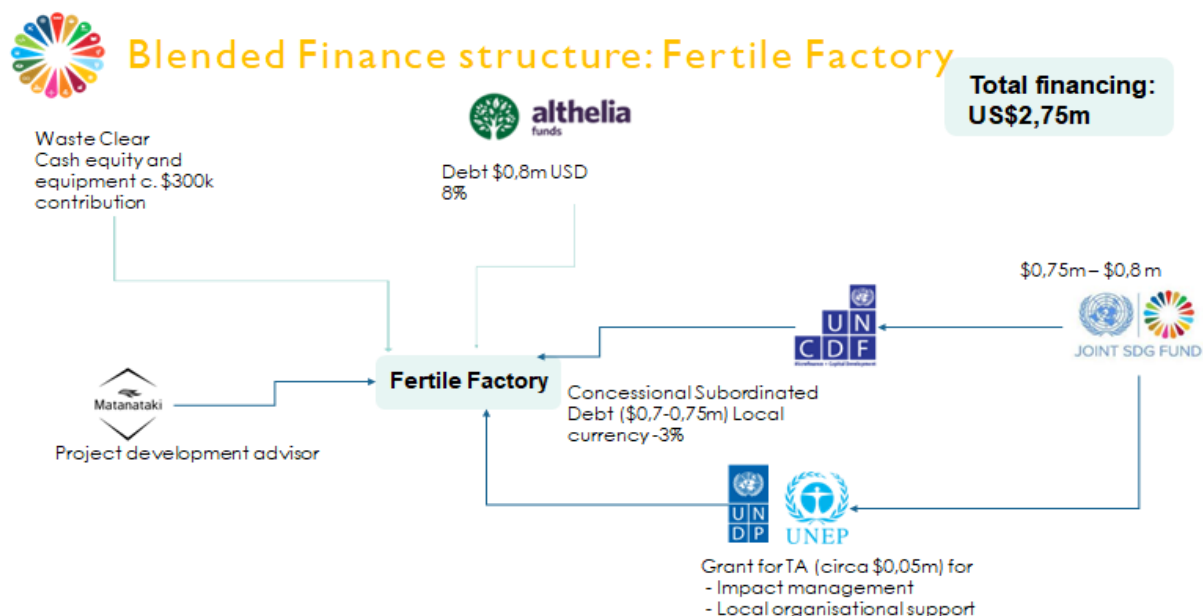 Blended Finance structure: Fertile Factory
Total financing:
US$2,75m
althelia
funds
Waste Clear
Cash equity and
equipment c. $300k
contribution
Debt $0,8m USD
8%
$0,75m – $0,8 m
UN
CDF
JOINT SDG FUND
Fertile Factory
Matanataki
Concessional Subordinated
Debt ($0,7-0,75m) Local
currency -3%
Project development advisor
UN
DP
UNEP
Grant for TA (circa $0,05m) for
- Impact management
- Local organisational support